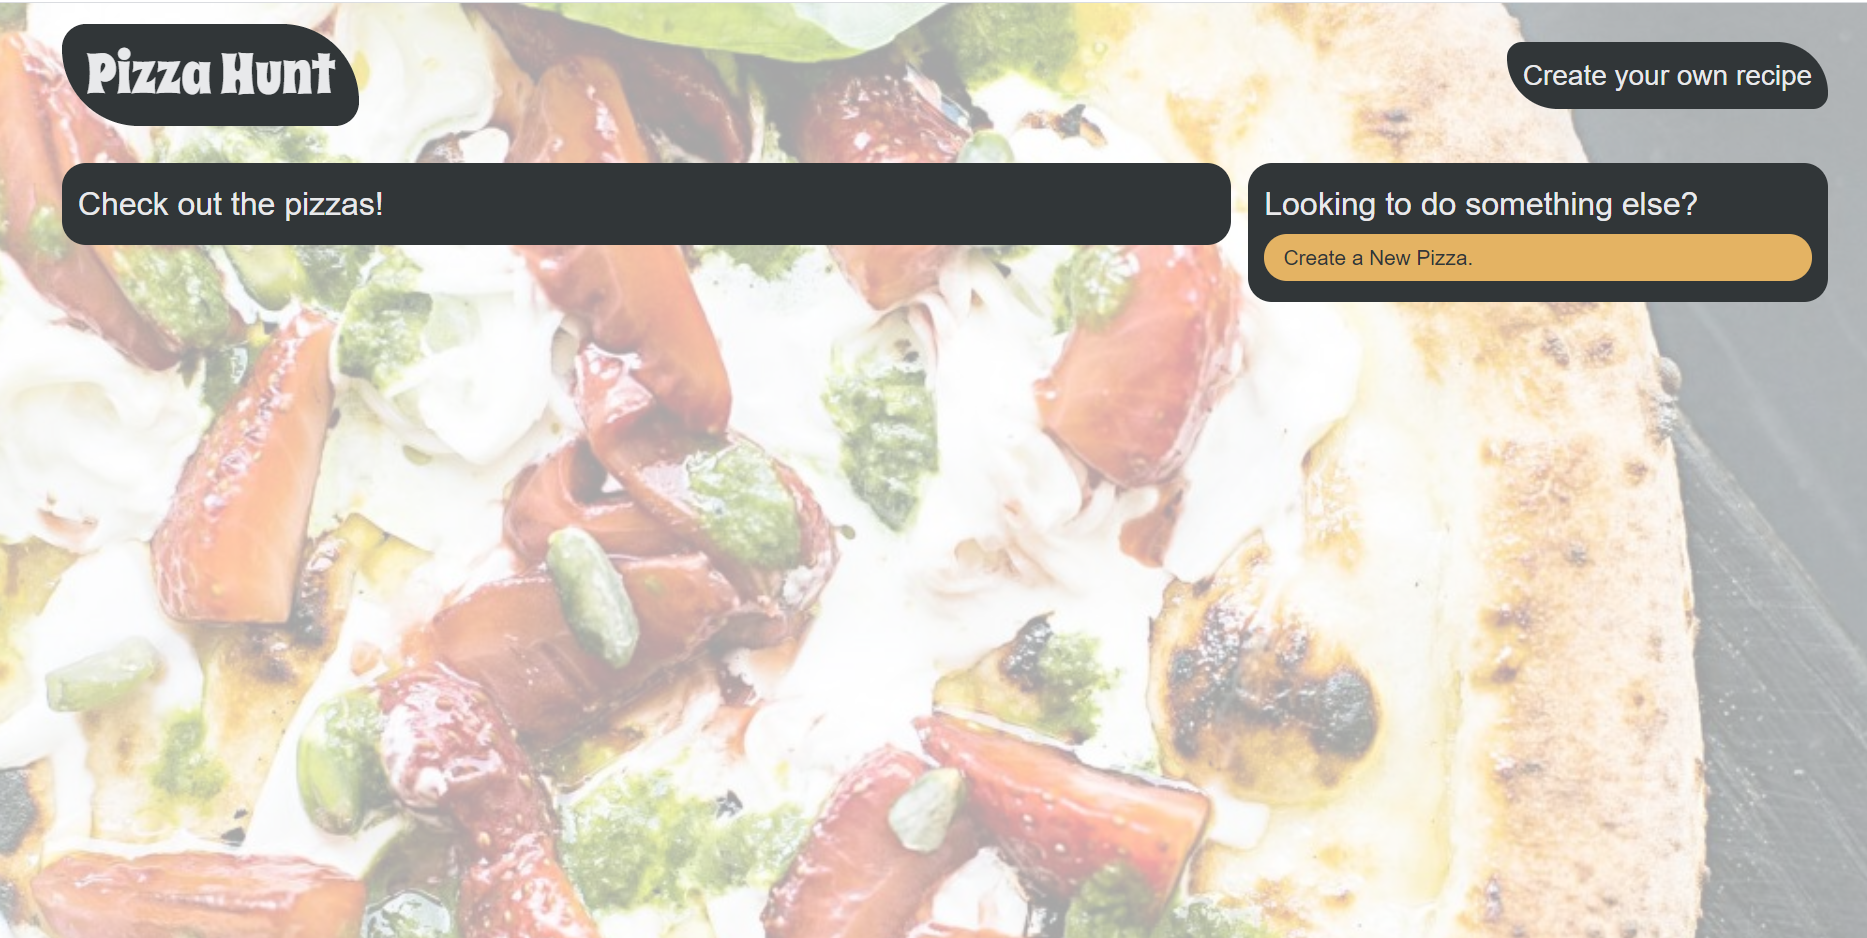 Pizza Hunt
Create your own recipe
Check out the pizzas!
Looking to do something else?
Create a New Pizza.